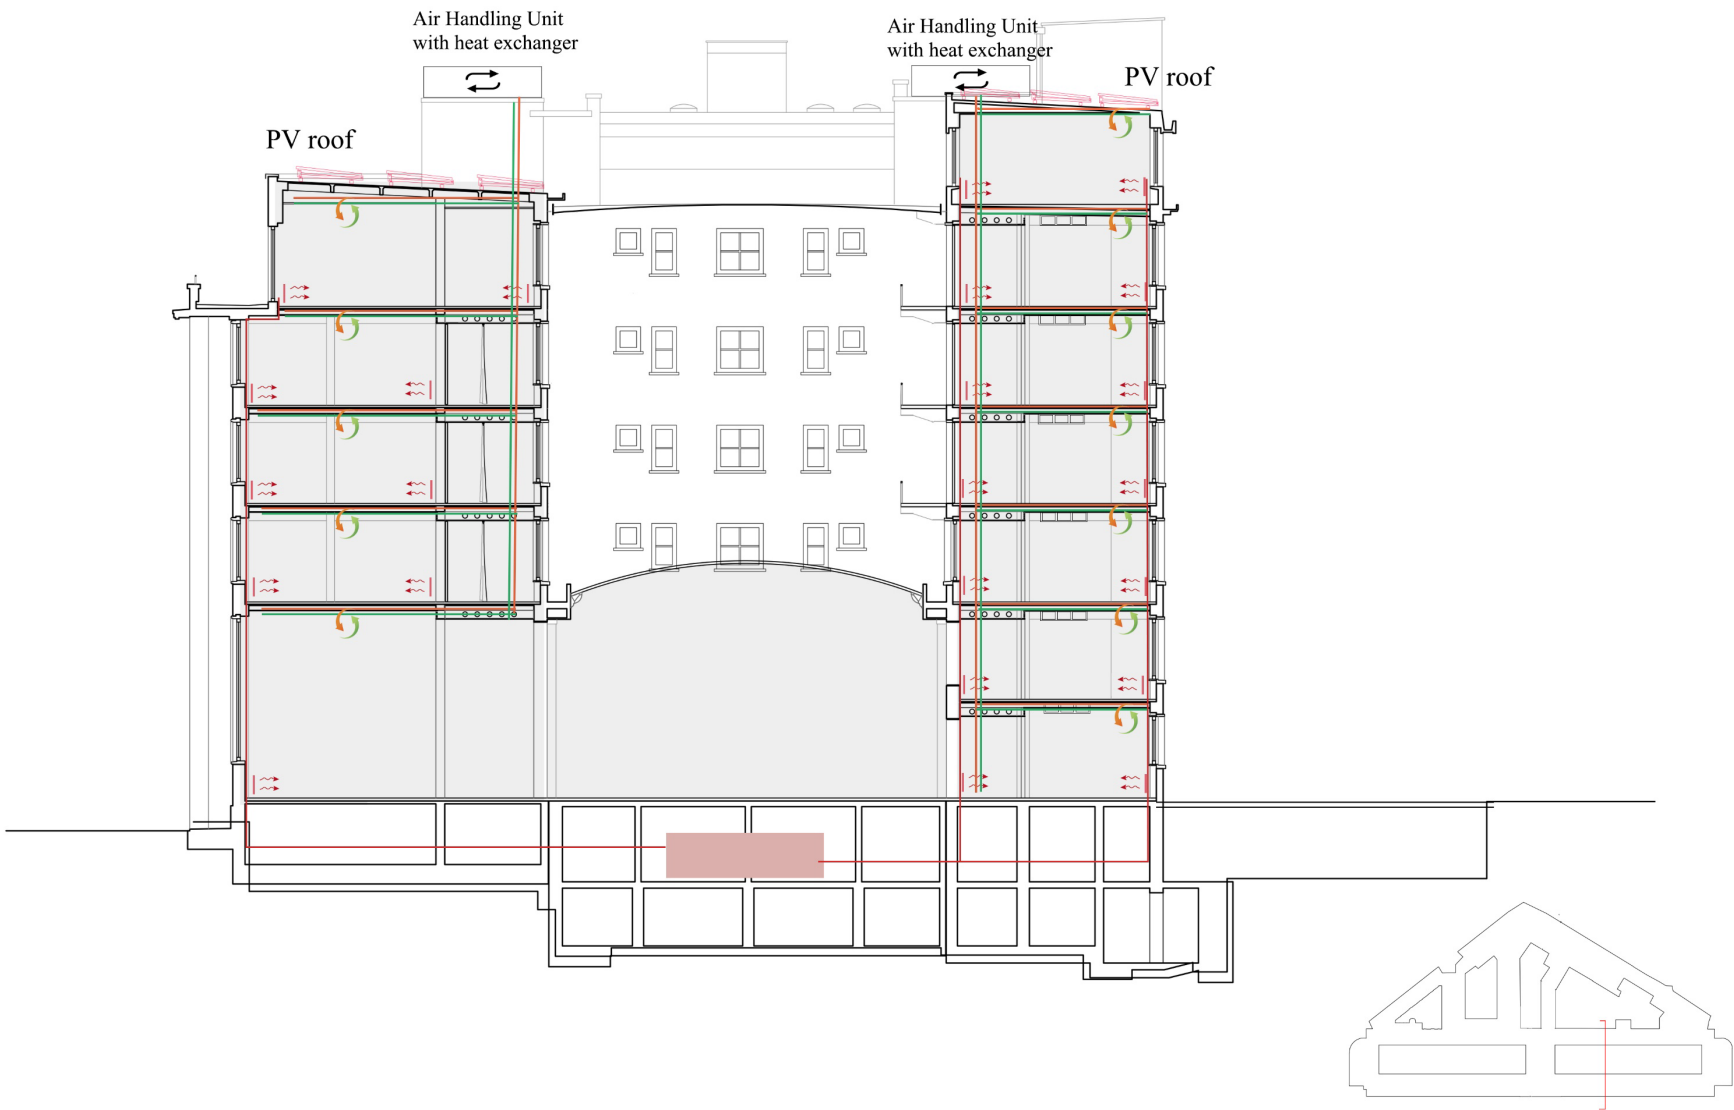 Air Handling Unit
with heat exchanger
Air Handling Unit
with heat exchanger
PV roof
PV roof